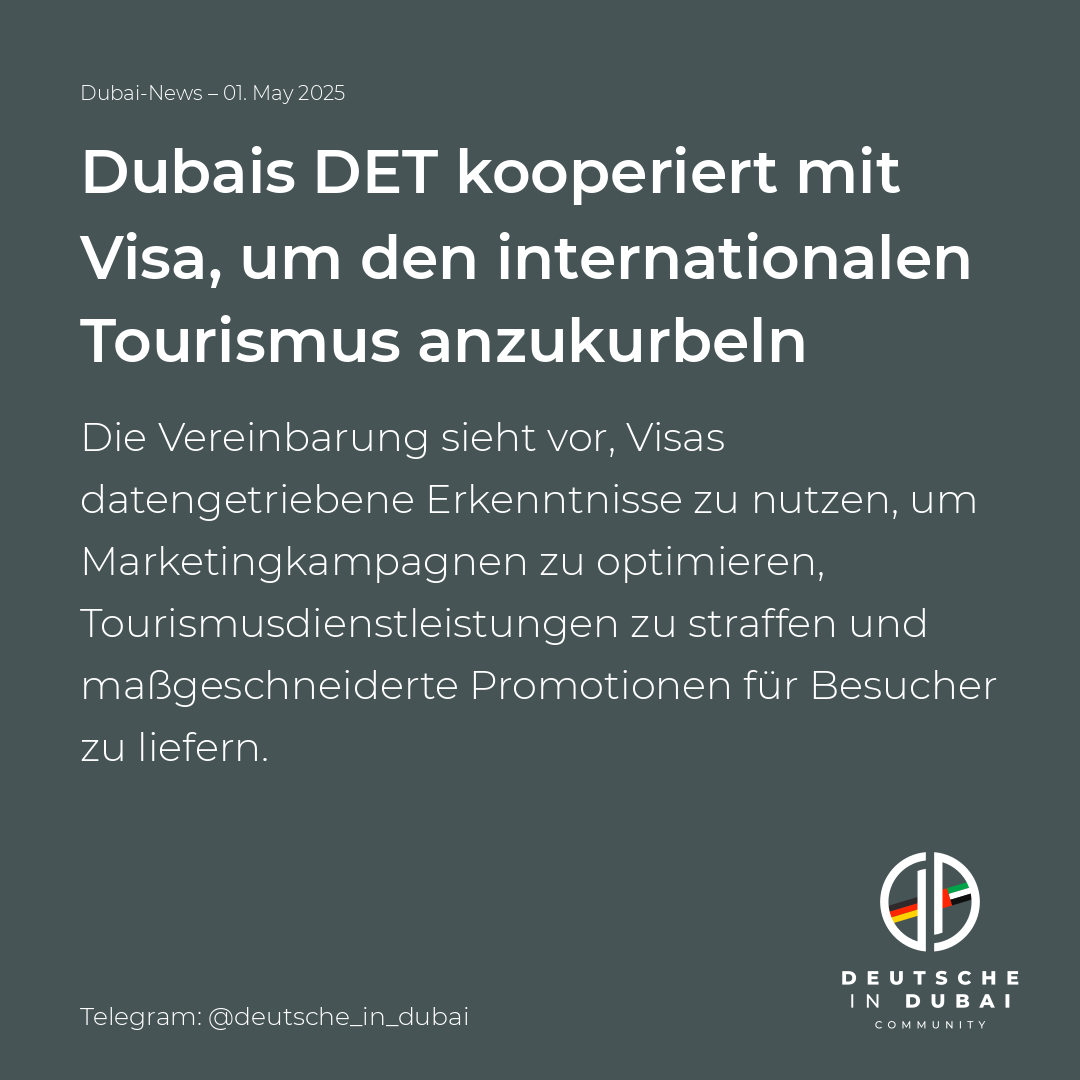 Dubai-News – 01. May 2025
Dubais DET kooperiert mit
Visa, um den internationalen
Tourismus anzukurbeln
Die Vereinbarung sieht vor, Visas
datengetriebene Erkenntnisse zu nutzen, um
Marketingkampagnen zu optimieren,
Tourismusdienstleistungen zu straffen und
maßgeschneiderte Promotionen für Besucher
zu liefern.
DEUTSCHE
IN DUBAI
COMMUNITY
Telegram: @deutsche_in_dubai